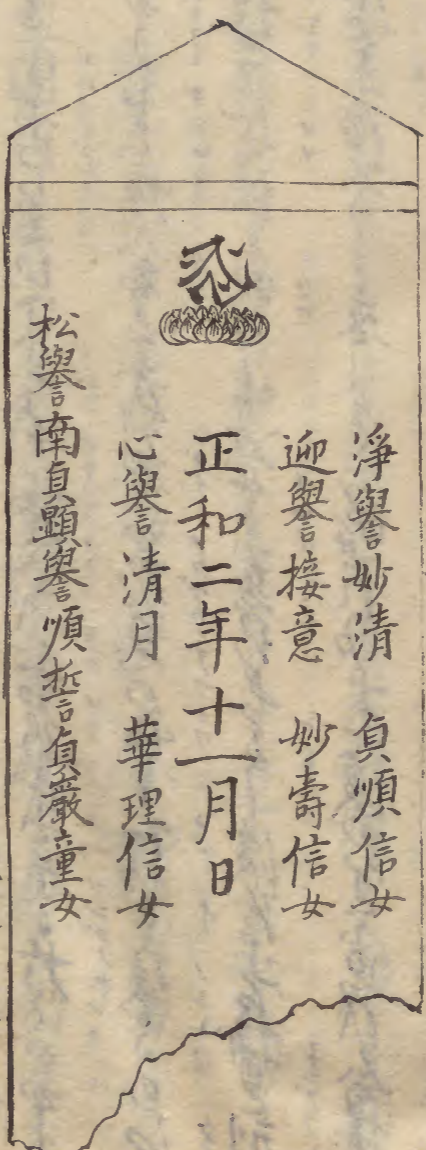 淨譽妙清 貞順信女
迎譽接意 妙壽信女
正和二年十一月日
心譽清月 華理信女
松譽南貞顕譽順誓貞嚴童女